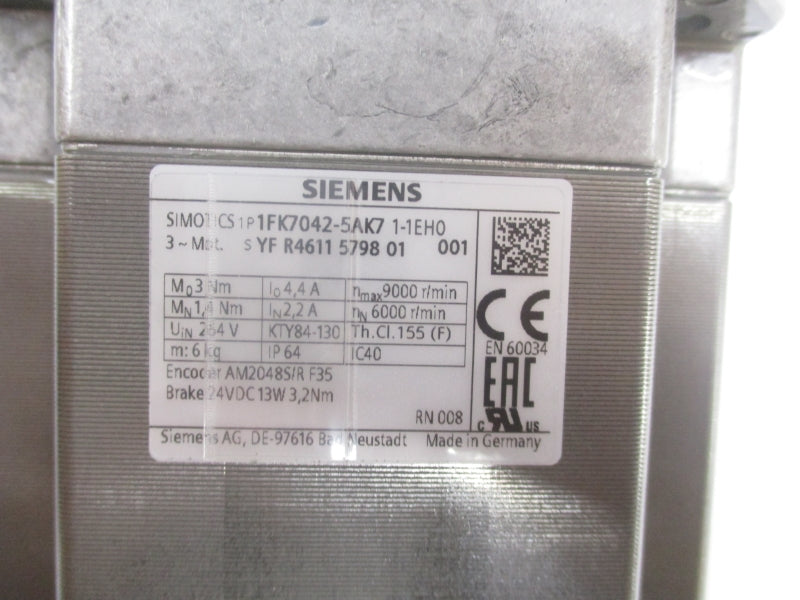 SIEMENS
SIMOTICS 1P 1FK7042-5AK7 1-1EH0
3 ~ Mot. S YF R4611 5798 01 001
M0 3 Nm I0 4,4 A nmax 9000 r/min
MN 1,4 Nm IN 2,2 A nN 6000 r/min
UiN 264 V KTY84-130 Th.Cl.155 (F)
m: 6 kg IP 64 IC40
CE
EN 60034
Encoder AM2048S/R F35
Brake 24VDC 13W 3,2Nm
EAC
RN 008
c RU us
Siemens AG, DE-97616 Bad Neustadt Made in Germany